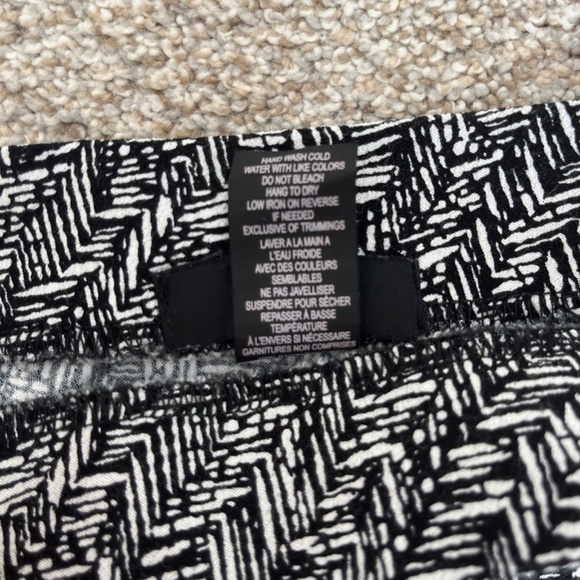 HAND WASH COLD
WATER WITH LIKE COLORS
DO NOT BLEACH
HANG TO DRY
LOW IRON ON REVERSE
IF NEEDED
EXCLUSIVE OF TRIMMINGS
LAVER A LA MAIN A
L'EAU FROIDE
AVEC DES COULEURS
SEMBLABLES
NE PAS JAVELLISER
SUSPENDRE POUR SÉCHER
REPASSER À BASSE
TEMPÉRATURE
À L'ENVERS SI NÉCESSAIRE
GARNITURES NON COMPRISES